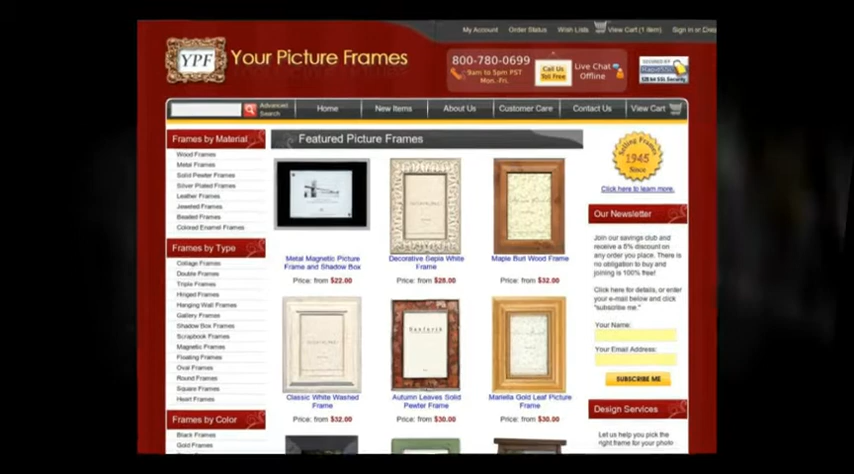 My Account
Order Status
Wish Lists
View Cart (1 item)
Sign in or
YPF
Your Picture Frames
800-780-0699
9am to 5pm PST
Mon.-Fri.
Call Us
Toll Free
Live Chat
Offline
SECURED BY
RapidSSL
Advanced
Search
Home
New Items
About Us
Customer Care
Contact Us
View Cart
Frames by Material
Wood Frames
Metal Frames
Solid Pewter Frames
Silver Plated Frames
Leather Frames
Jeweled Frames
Beaded Frames
Colored Enamel Frames
Frames by Type
Collage Frames
Double Frames
Triple Frames
Hinged Frames
Hanging Wall Frames
Gallery Frames
Shadow Box Frames
Scrapbook Frames
Magnetic Frames
Floating Frames
Oval Frames
Round Frames
Square Frames
Heart Frames
Frames by Color
Black Frames
Gold Frames
Featured Picture Frames
Metal Magnetic Picture
Frame and Shadow Box
Price: from $22.00
Decorative Sepia White
Frame
Price: from $28.00
Maple Burl Wood Frame
Price: from $32.00
Classic White Washed
Frame
Price: from $32.00
Autumn Leaves Solid
Pewter Frame
Price: from $30.00
Mariella Gold Leaf Picture
Frame
Price: from $30.00
Selling Frames
1945
Since
Click here to learn more.
Our Newsletter
Join our savings club and
receive a 5% discount on
any order you place. There is
no obligation to buy and
joining is 100% free!
Click here for details, or enter
your e-mail below and click
"subscribe me."
Your Name:
Your Email Address:
SUBSCRIBE ME
Design Services
Let us help you pick the
right frame for your photo